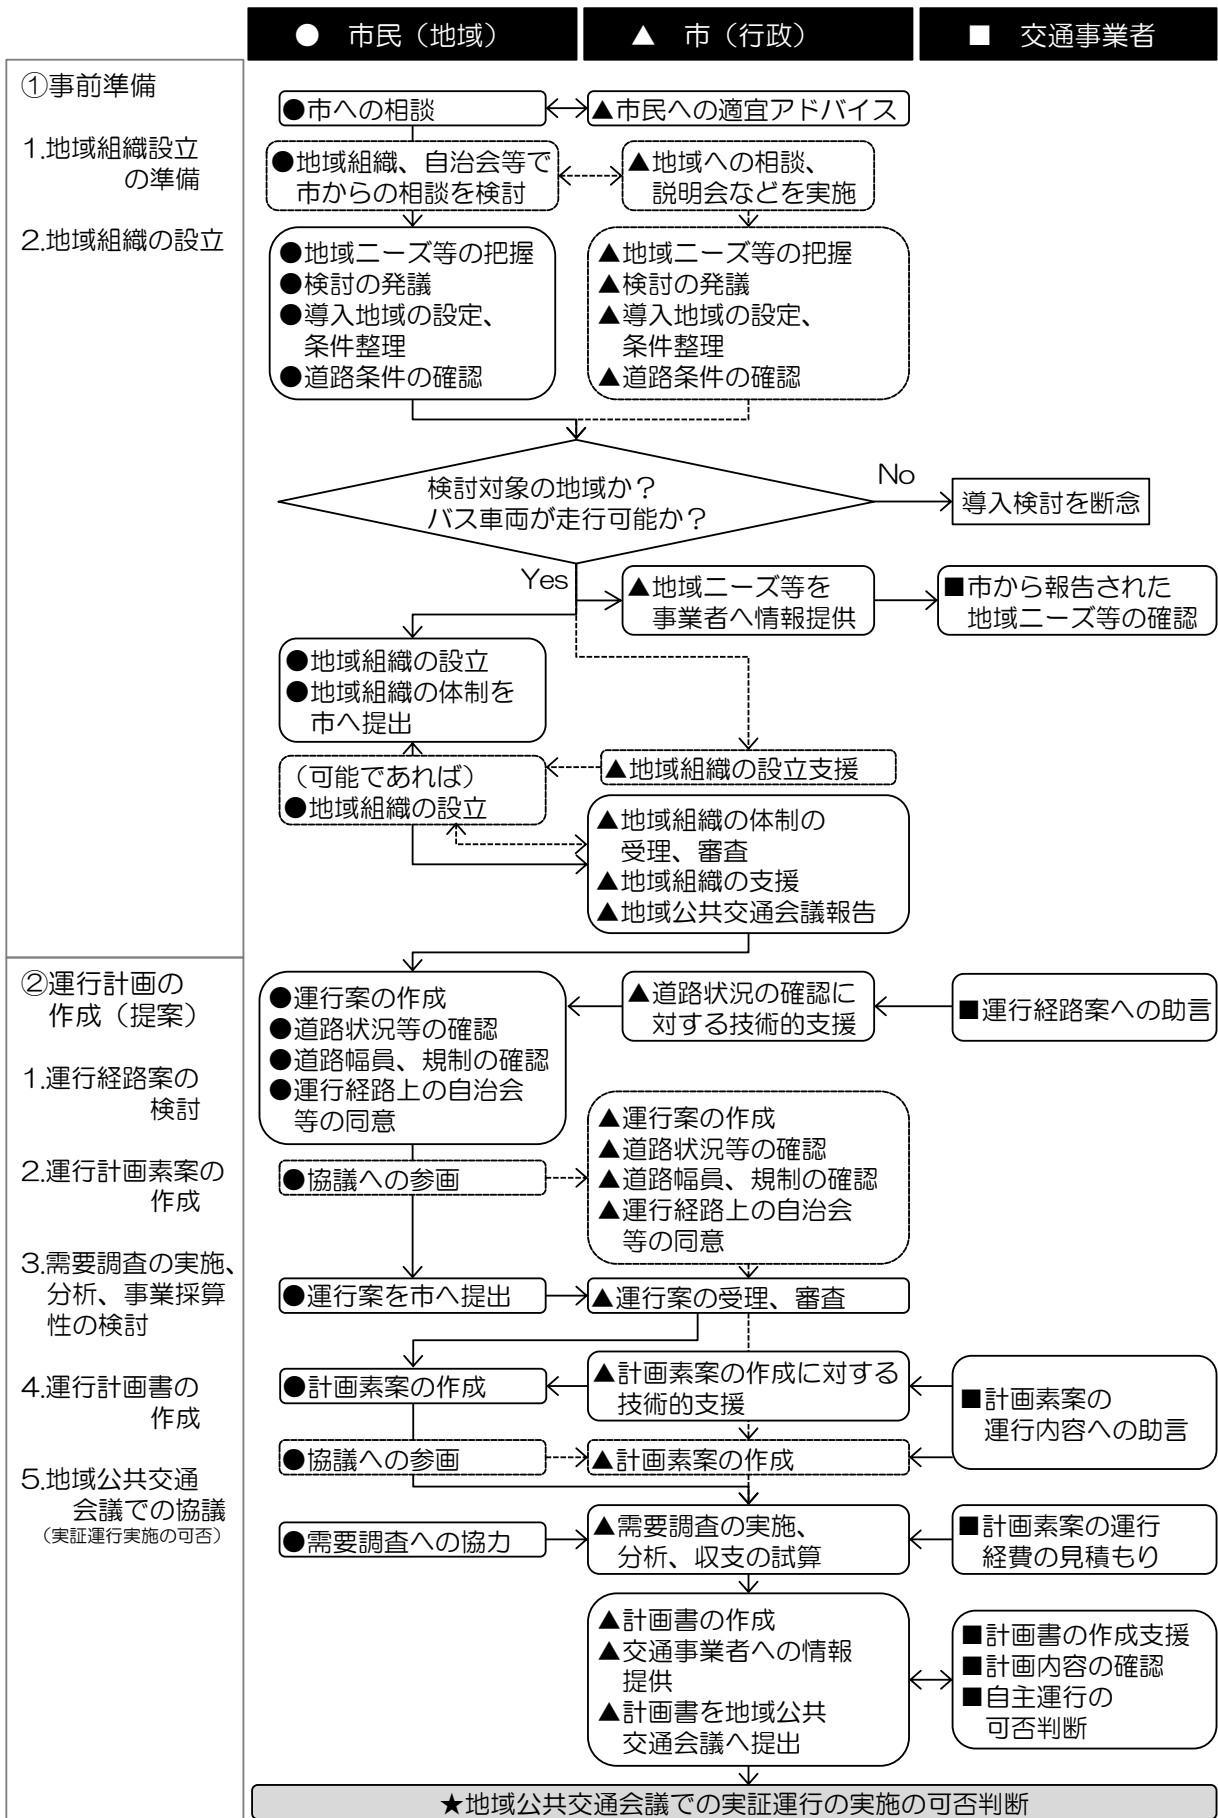 ● 市民（地域）
▲ 市（行政）
■ 交通事業者
①事前準備
1.地域組織設立
の準備
2.地域組織の設立
●市への相談
▲市民への適宜アドバイス
●地域組織、自治会等で
市からの相談を検討
▲地域への相談、
説明会などを実施
●地域ニーズ等の把握
●検討の発議
●導入地域の設定、
条件整理
●道路条件の確認
▲地域ニーズ等の把握
▲検討の発議
▲導入地域の設定、
条件整理
▲道路条件の確認
検討対象の地域か？
バス車両が走行可能か？
No
導入検討を断念
Yes
▲地域ニーズ等を
事業者へ情報提供
■市から報告された
地域ニーズ等の確認
●地域組織の設立
●地域組織の体制を
市へ提出
▲地域組織の設立支援
（可能であれば）
●地域組織の設立
▲地域組織の体制の
受理、審査
▲地域組織の支援
▲地域公共交通会議報告
②運行計画の
作成（提案）
1.運行経路案の
検討
2.運行計画素案の
作成
3.需要調査の実施、
分析、事業採算
性の検討
4.運行計画書の
作成
5.地域公共交通
会議での協議
（実証運行実施の可否）
●運行案の作成
●道路状況等の確認
●道路幅員、規制の確認
●運行経路上の自治会
等の同意
▲道路状況の確認に
対する技術的支援
■運行経路案への助言
▲運行案の作成
▲道路状況等の確認
▲道路幅員、規制の確認
▲運行経路上の自治会
等の同意
●協議への参画
●運行案を市へ提出
▲運行案の受理、審査
●計画素案の作成
▲計画素案の作成に対する
技術的支援
■計画素案の
運行内容への助言
●協議への参画
▲計画素案の作成
●需要調査への協力
▲需要調査の実施、
分析、収支の試算
■計画素案の運行
経費の見積もり
▲計画書の作成
▲交通事業者への情報
提供
▲計画書を地域公共
交通会議へ提出
■計画書の作成支援
■計画内容の確認
■自主運行の
可否判断
★地域公共交通会議での実証運行の実施の可否判断